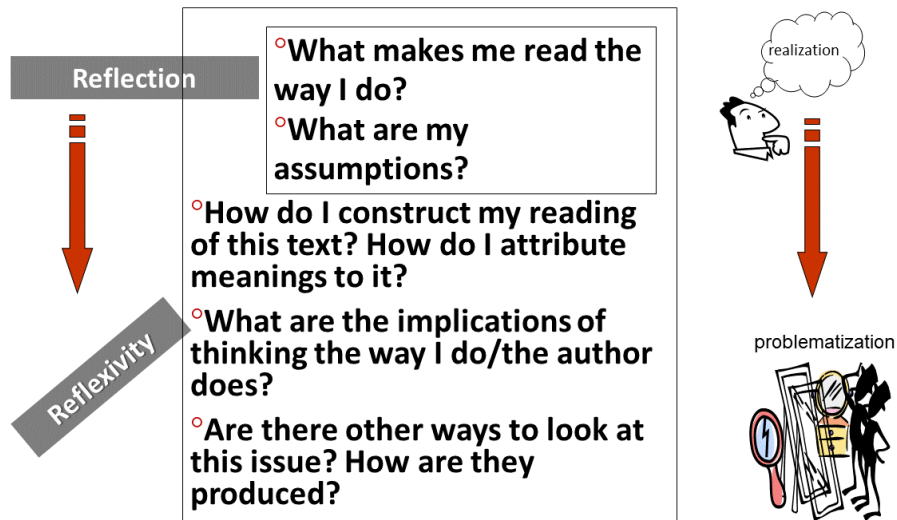 Reflection
°What makes me read the
way I do?
°What are my
assumptions?
realization
°How do I construct my reading
of this text? How do I attribute
meanings to it?
Reflexivity
°What are the implications of
thinking the way I do/the author
does?
problematization
°Are there other ways to look at
this issue? How are they
produced?